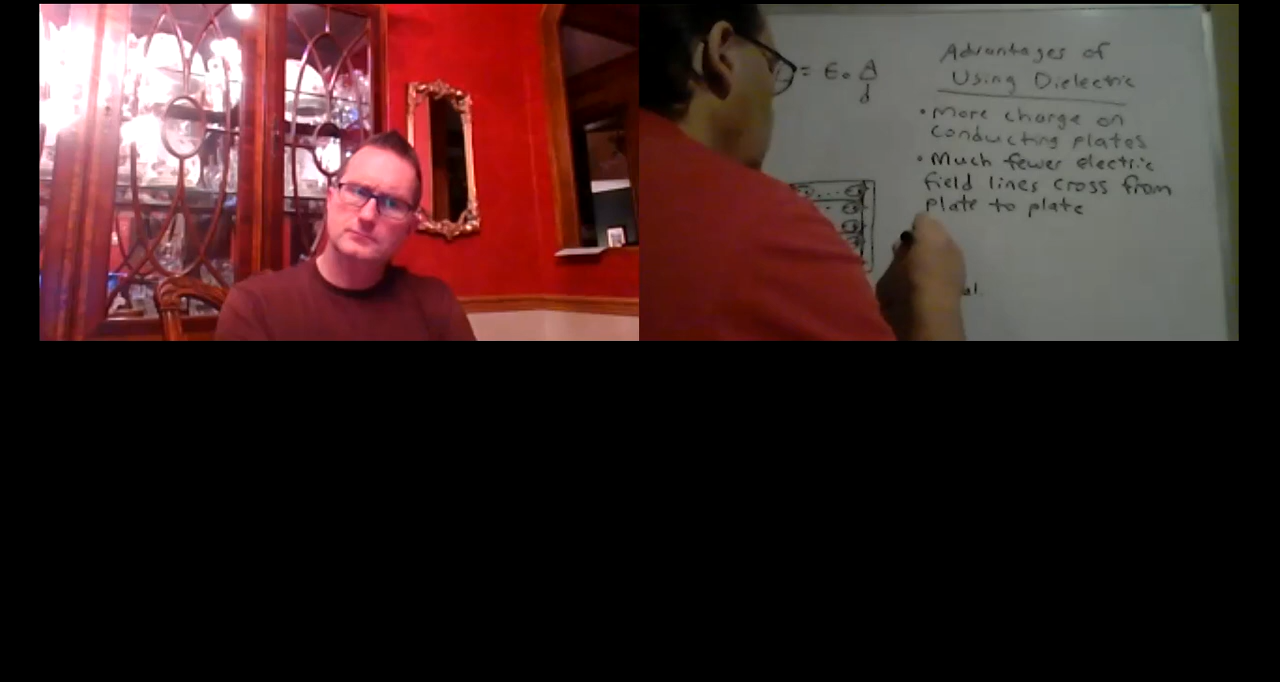 = ε₀ A
d
Advantages of
Using Dielectric
• More charge on
conducting plates
• Much fewer electric
field lines cross from
plate to plate